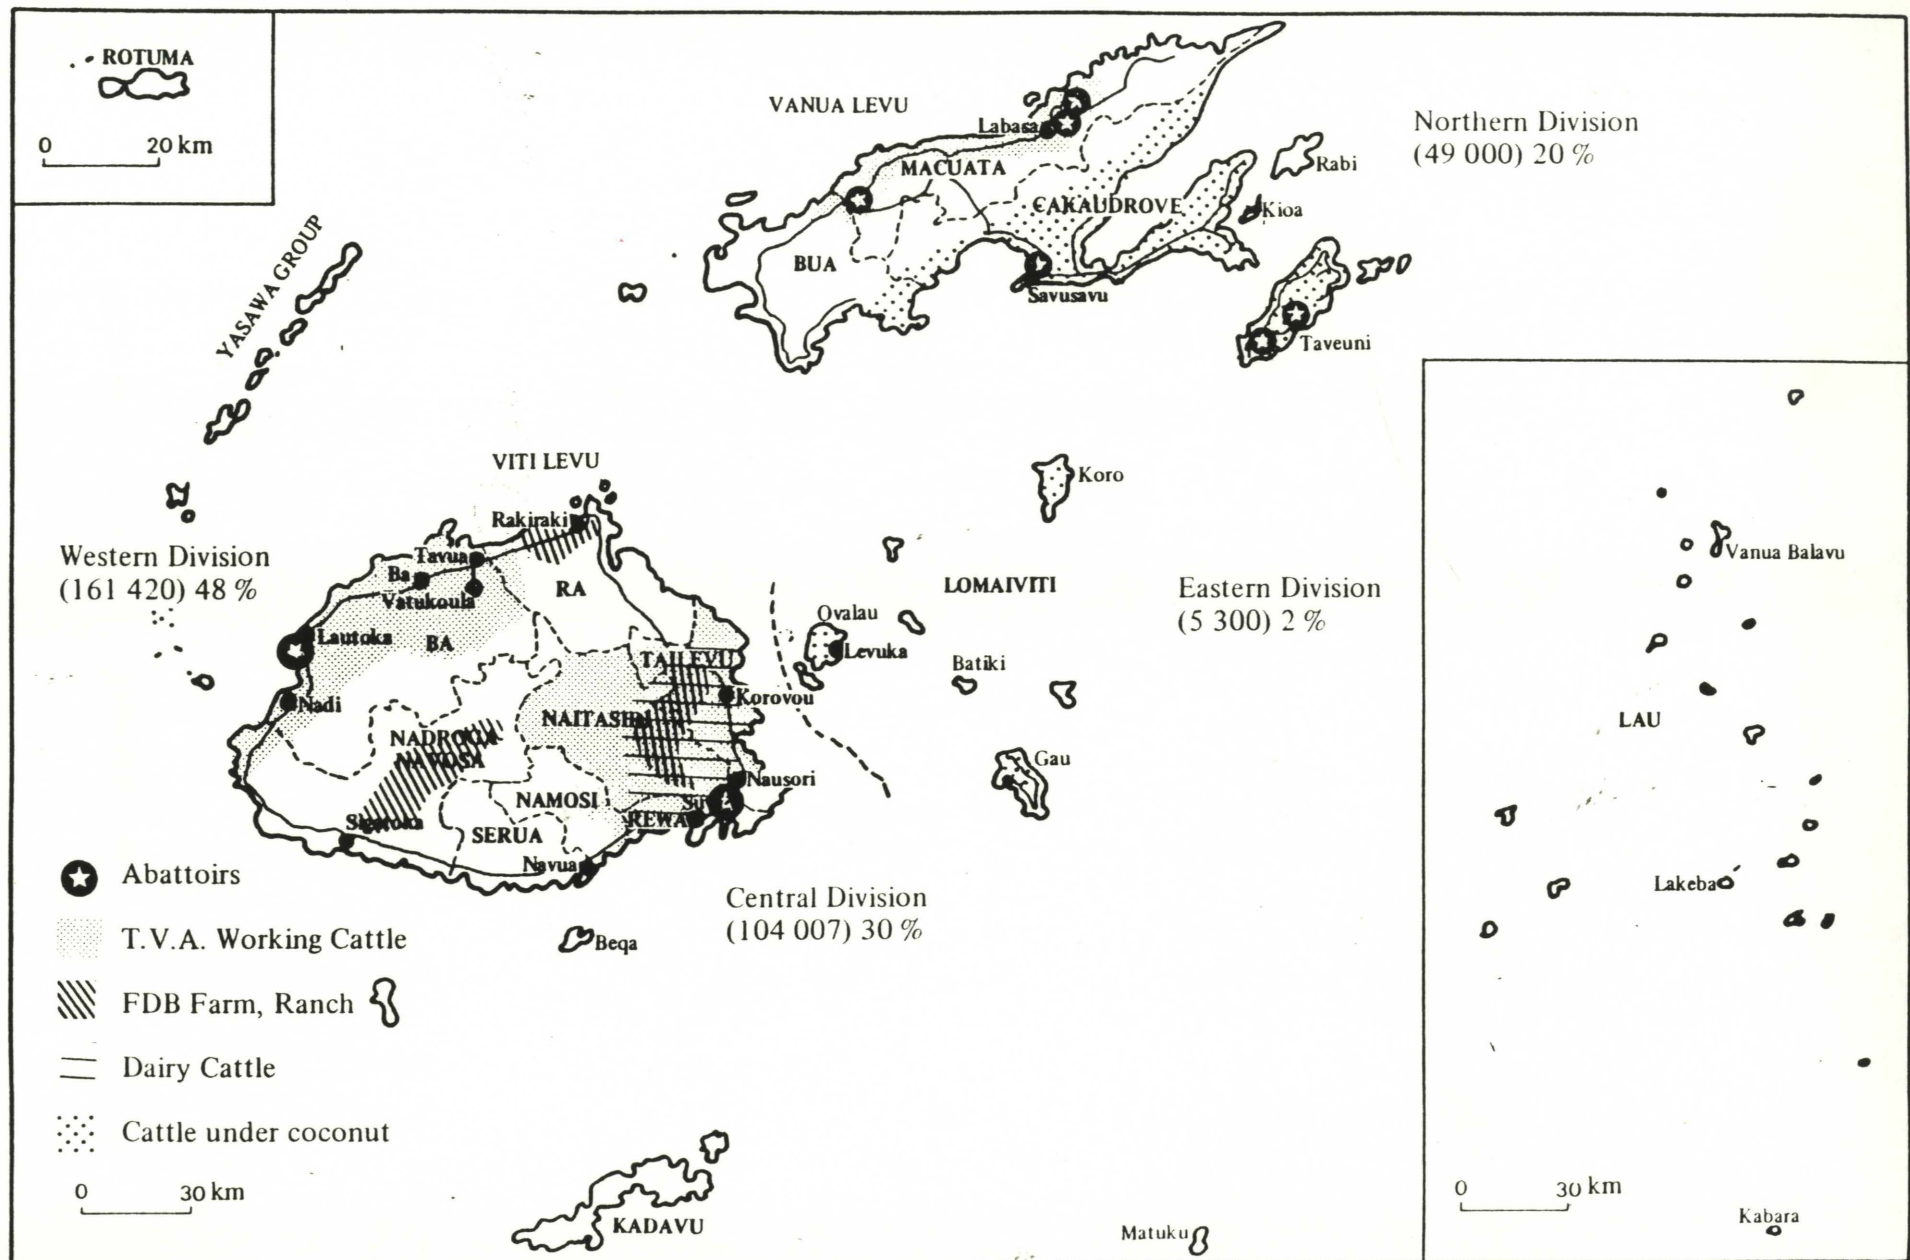 ROTUMA
0 20 km
VANUA LEVU
Labasa
MACUATA
CAKAUDROVE
BUA
Savusavu
Rabi
Kioa
Taveuni
Northern Division
(49 000) 20 %
YASAWA GROUP
VITI LEVU
Rakiraki
Tavua
Ba
Vatukoula
RA
Western Division
(161 420) 48 %
Lautoka
BA
Nadi
TAILEVU
Korovou
NADROGA
NAVOSA
Nausori
NAMOSI
REWA
SERUA
Sigatoka
Navua
Koro
LOMAIVITI
Ovalau
Levuka
Batiki
Gau
Eastern Division
(5 300) 2 %
Central Division
(104 007) 30 %
Beqa
Abattoirs
T.V.A. Working Cattle
FDB Farm, Ranch
Dairy Cattle
Cattle under coconut
0 30 km
KADAVU
Matuku
Vanua Balavu
LAU
Lakeba
0 30 km
Kabara